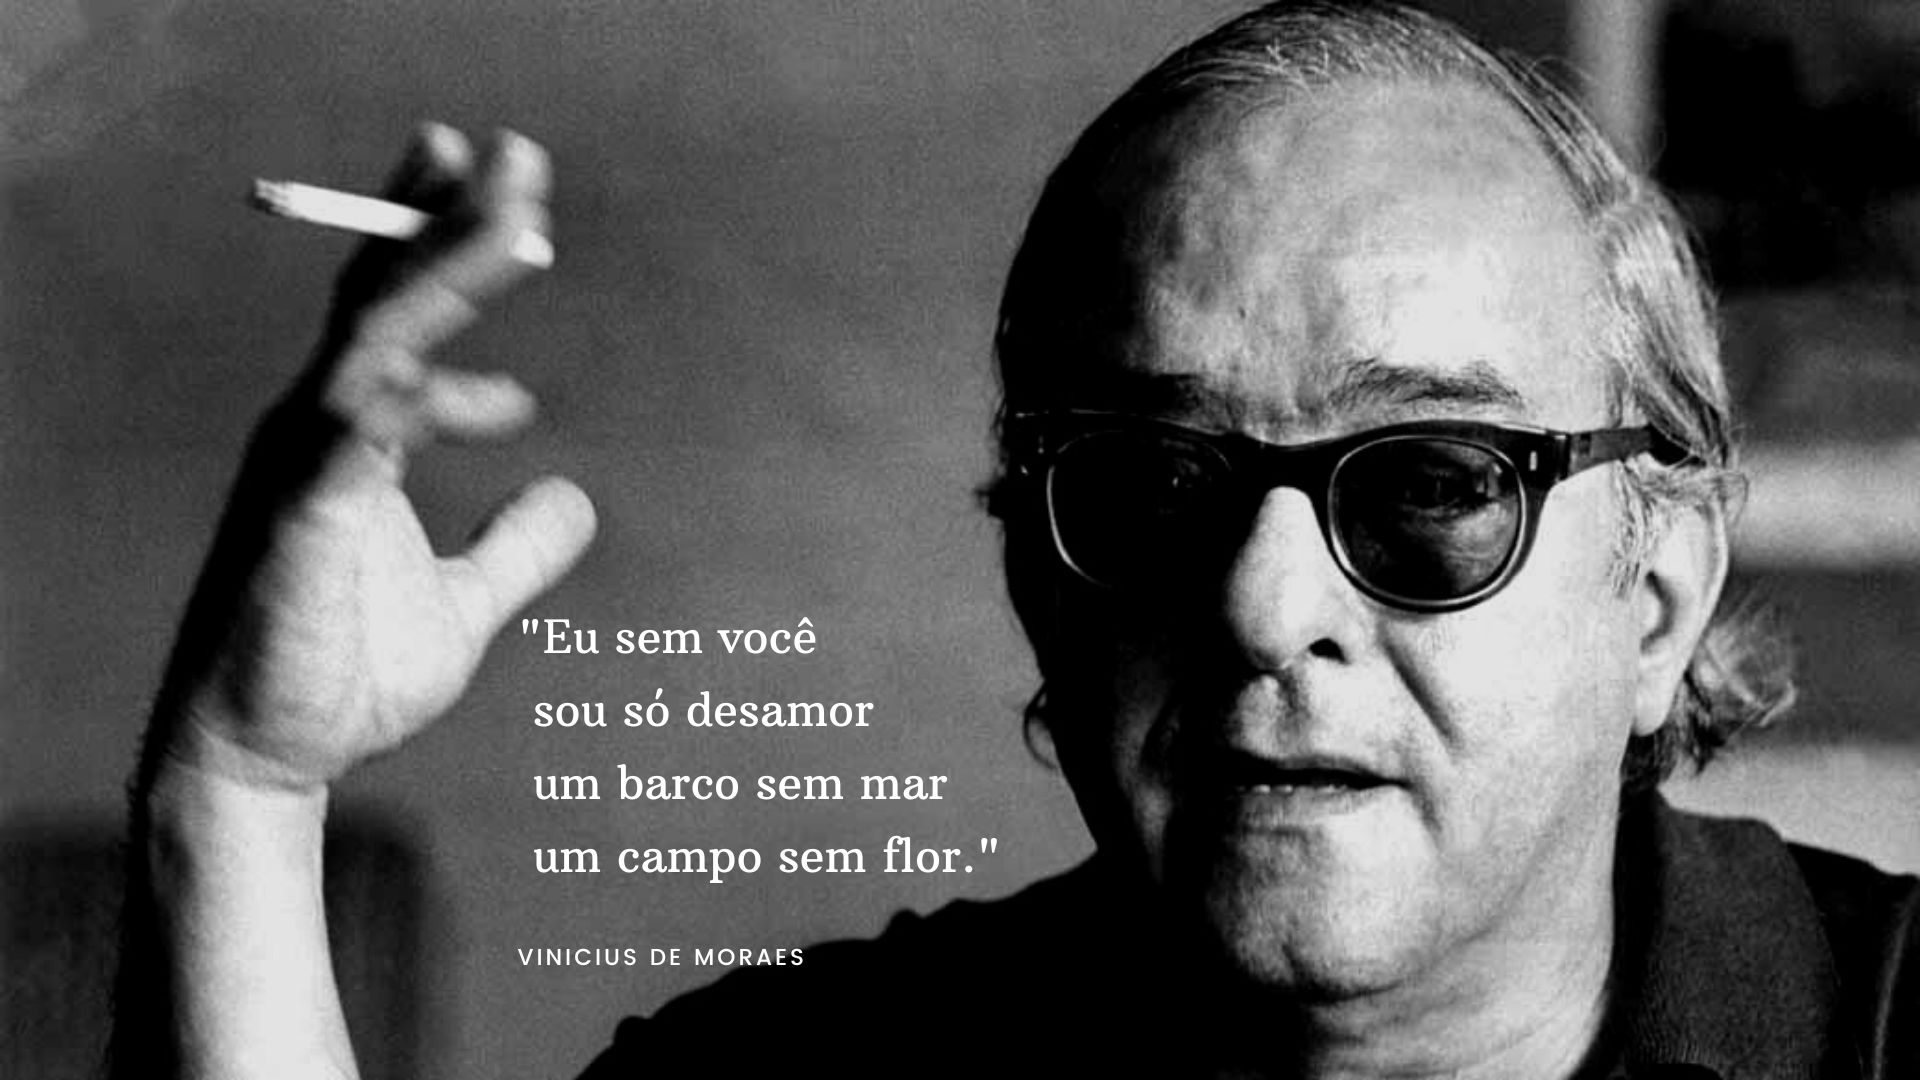 "Eu sem você
sou só desamor
um barco sem mar
um campo sem flor."
VINICIUS DE MORAES